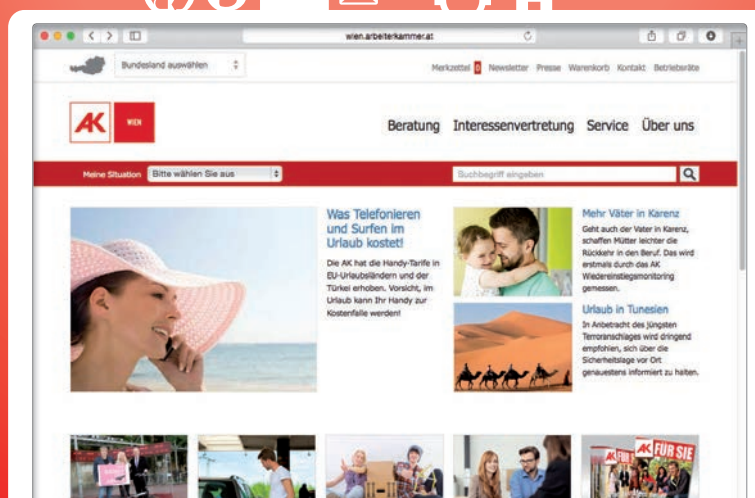 wien.arbeiterkammer.at
Bundesland auswählen
Merkzettel 0 Newsletter Presse Warenkorb Kontakt Betriebsräte
AK WIEN
Beratung Interessenvertretung Service Über uns
Meine Situation Bitte wählen Sie aus
Suchbegriff eingeben
Was Telefonieren
und Surfen im
Urlaub kostet!
Die AK hat die Handy-Tarife in
EU-Urlaubsländern und der
Türkei erhoben. Vorsicht, im
Urlaub kann Ihr Handy zur
Kostenfalle werden!
Mehr Väter in Karenz
Geht auch der Vater in Karenz,
schaffen Mütter leichter die
Rückkehr in den Beruf. Das wird
erstmals durch das AK
Wiedereinstiegsmonitoring
gemessen.
Urlaub in Tunesien
In Anbetracht des jüngsten
Terroranschlages wird dringend
empfohlen, sich über die
Sicherheitslage vor Ort
genauestens informiert zu halten.
AK FÜR SIE